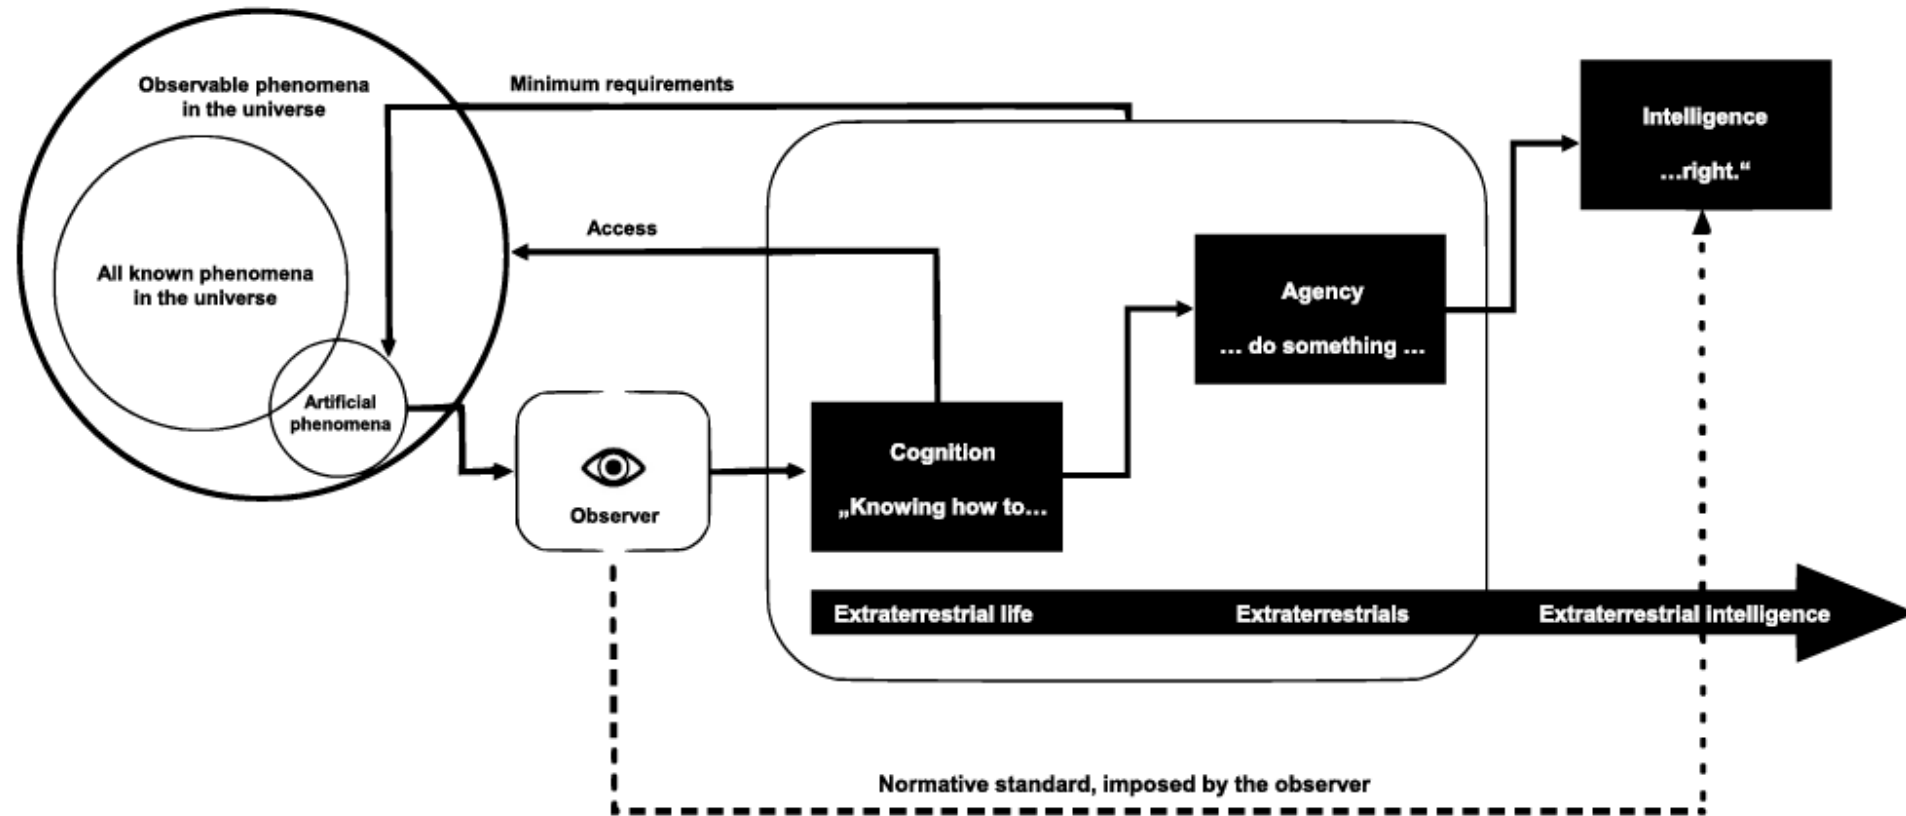 Observable phenomena
in the universe
Minimum requirements
Intelligence
...right.“
Access
All known phenomena
in the universe
Agency
... do something ...
Artificial
phenomena
Cognition
„Knowing how to...
Observer
Extraterrestrial life
Extraterrestrials
Extraterrestrial intelligence
Normative standard, imposed by the observer